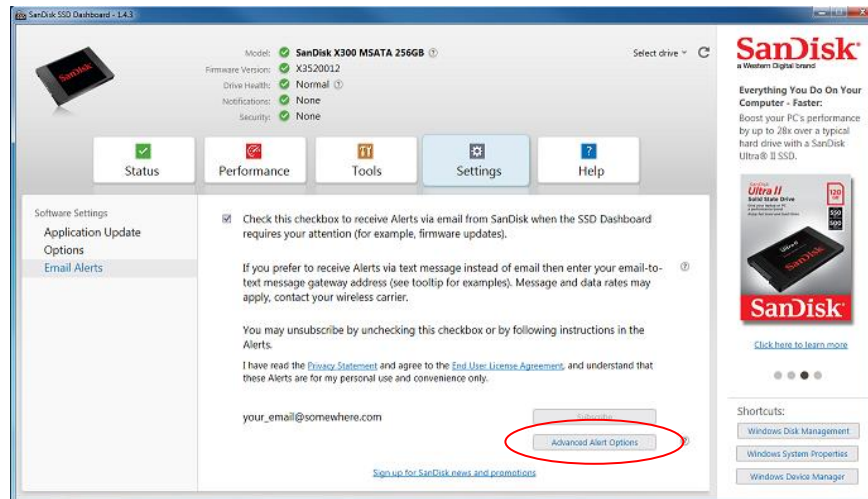 SanDisk SSD Dashboard - 1.4.3
SanDisk
Model: SanDisk X300 MSATA 256GB ?
Firmware Version: X3520012
Drive Health: Normal ?
Notifications: None
Security: None
Select drive
Status
Performance
Tools
Settings
? Help
Software Settings
Application Update
Options
Email Alerts
Check this checkbox to receive Alerts via email from SanDisk when the SSD Dashboard
requires your attention (for example, firmware updates).
If you prefer to receive Alerts via text message instead of email then enter your email-to- ?
text message gateway address (see tooltip for examples). Message and data rates may
apply, contact your wireless carrier.
You may unsubscribe by unchecking this checkbox or by following instructions in the
Alerts.
I have read the Privacy Statement and agree to the End User License Agreement, and understand that
these Alerts are for my personal use and convenience only.
your_email@somewhere.com
Subscribe
Advanced Alert Options ?
Sign up for SanDisk news and promotions
SanDisk
a Western Digital brand
Everything You Do On Your
Computer - Faster:
Boost your PC's performance
by up to 28x over a typical
hard drive with a SanDisk
Ultra® II SSD.
SanDisk
Ultra II
Solid State Drive
120
GB
550
500
SanDisk
SanDisk
Click here to learn more
Shortcuts:
Windows Disk Management
Windows System Properties
Windows Device Manager